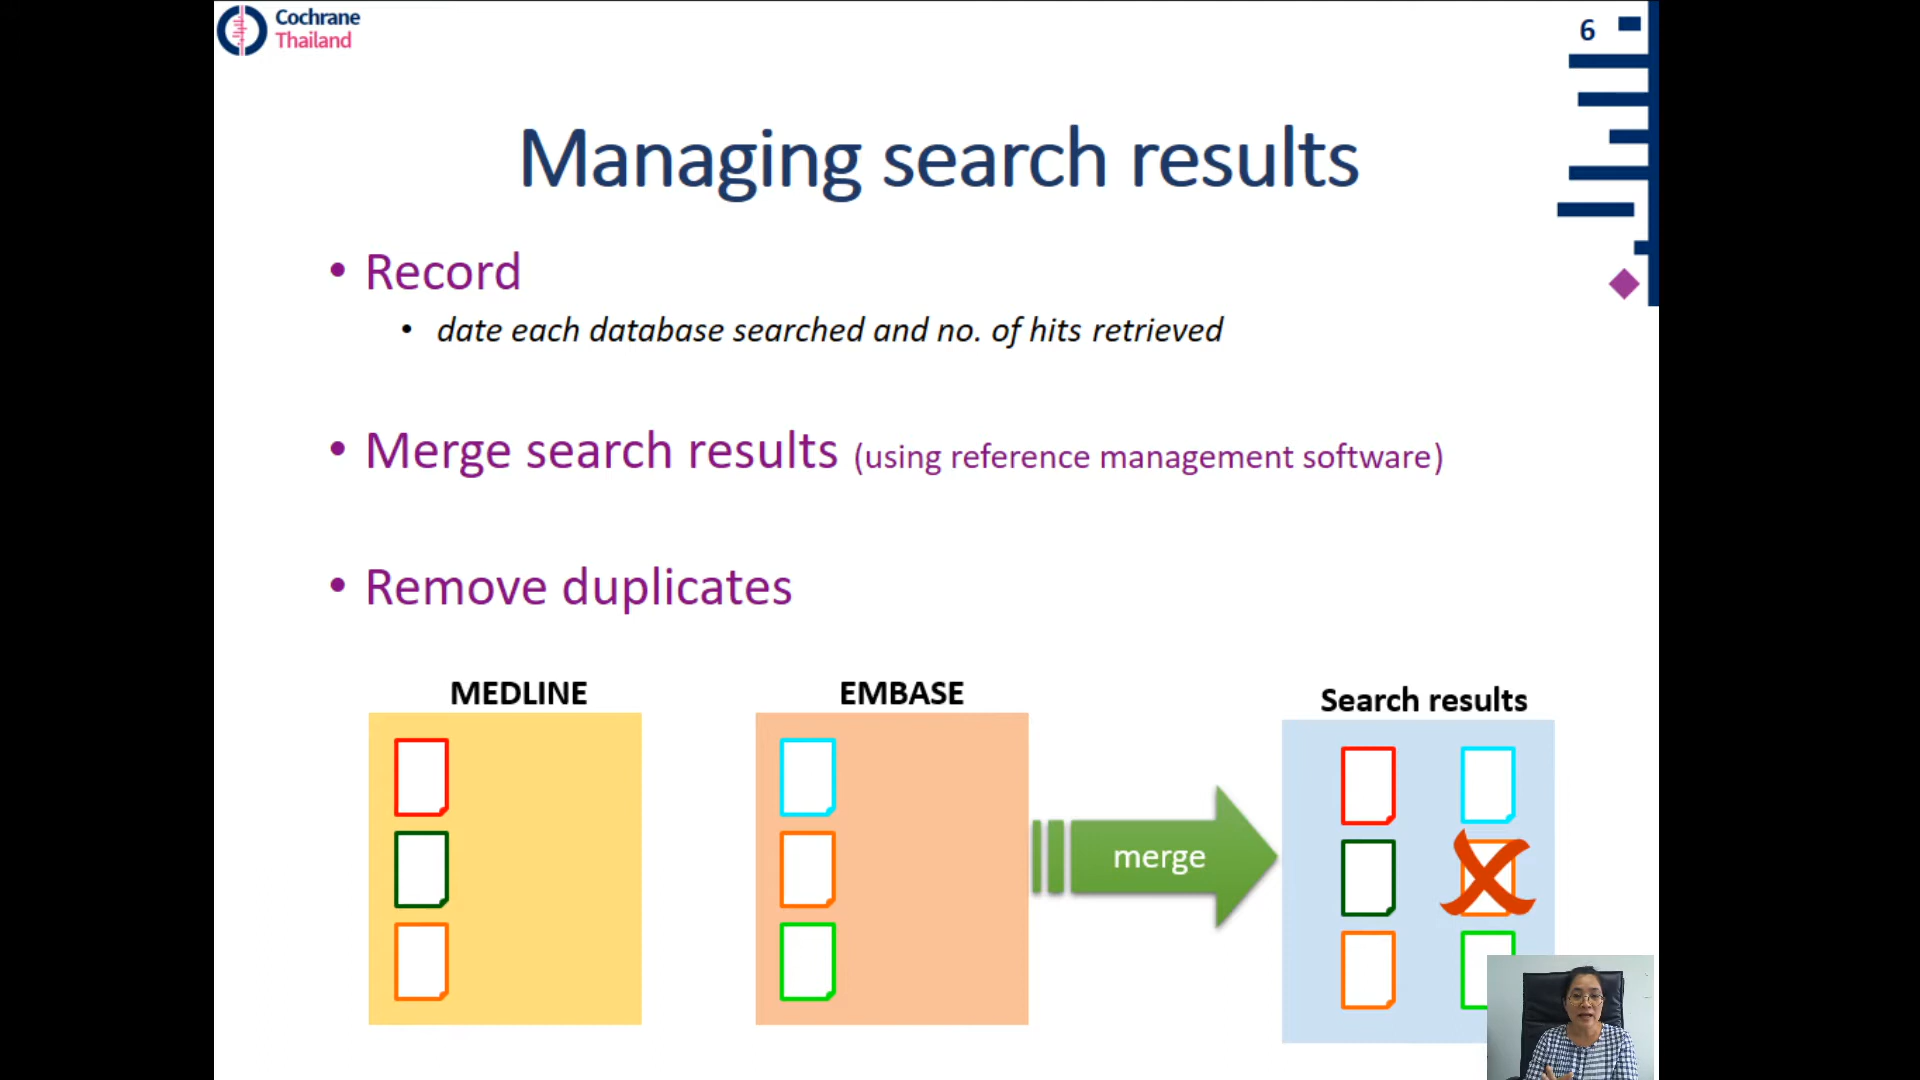 Cochrane
Thailand
6
Managing search results
• Record
• date each database searched and no. of hits retrieved
• Merge search results (using reference management software)
• Remove duplicates
MEDLINE
EMBASE
Search results
merge